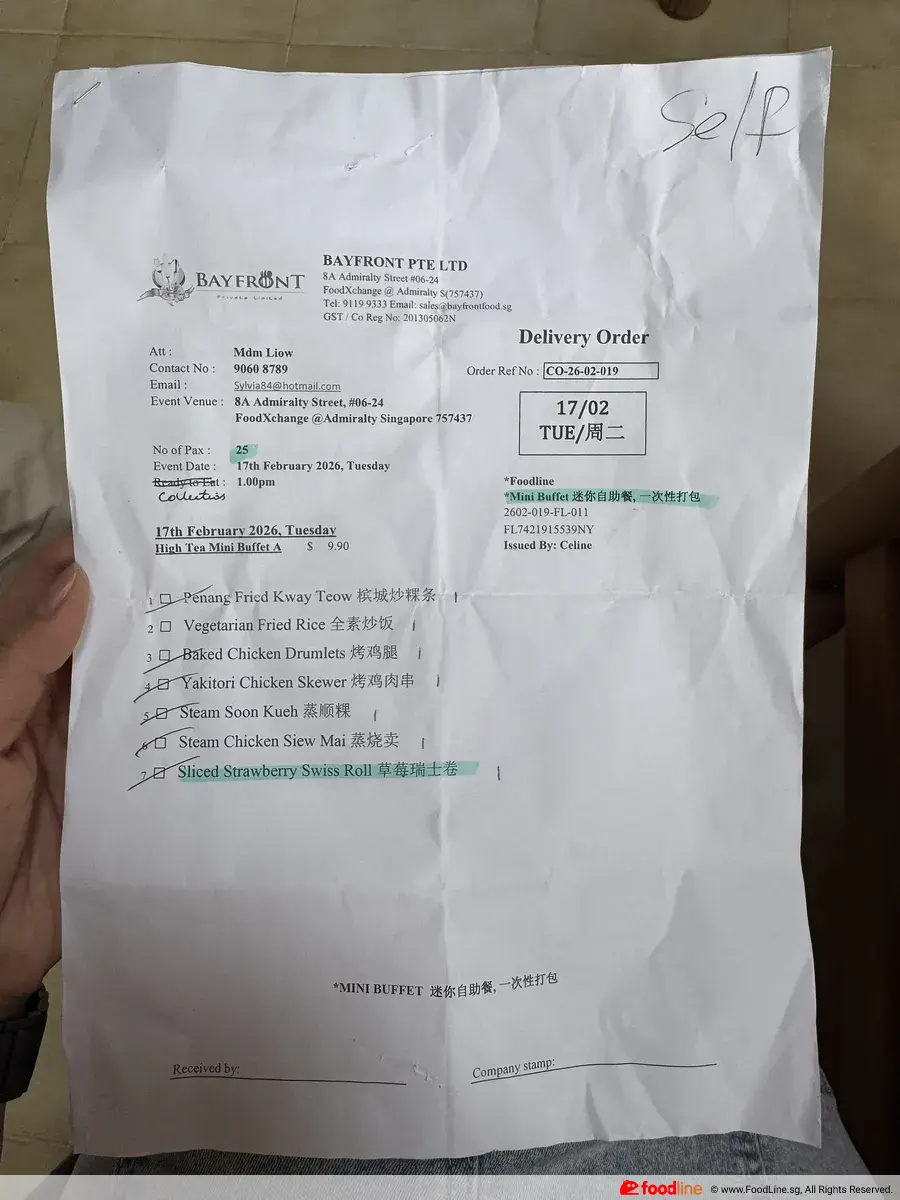 Self
BAYFRONT
Private Limited
BAYFRONT PTE LTD
8A Admiralty Street #06-24
FoodXchange @ Admiralty S(757437)
Tel: 9119 9333 Email: sales@bayfrontfood.sg
GST / Co Reg No: 201305062N
Delivery Order
Att : Mdm Liow
Contact No : 9060 8789
Email : Sylvia84@hotmail.com
Event Venue : 8A Admiralty Street, #06-24
FoodXchange @Admiralty Singapore 757437
Order Ref No : CO-26-02-019
17/02
TUE/周二
No of Pax : 25
Event Date : 17th February 2026, Tuesday
Ready to Eat : 1.00pm
Collection
*Foodline
*Mini Buffet 迷你自助餐, 一次性打包
2602-019-FL-011
FL7421915539NY
Issued By: Celine
17th February 2026, Tuesday
High Tea Mini Buffet A $ 9.90
1 ☐ Penang Fried Kway Teow 槟城炒粿条 1
2 ☐ Vegetarian Fried Rice 全素炒饭 1
3 ☐ Baked Chicken Drumlets 烤鸡腿 1
4 ☐ Yakitori Chicken Skewer 烤鸡肉串 1
5 ☐ Steam Soon Kueh 蒸顺粿 1
6 ☐ Steam Chicken Siew Mai 蒸烧卖 1
7 ☐ Sliced Strawberry Swiss Roll 草莓瑞士卷 1
*MINI BUFFET 迷你自助餐, 一次性打包
Received by:
Company stamp:
foodline © www.FoodLine.sg, All Rights Reserved.